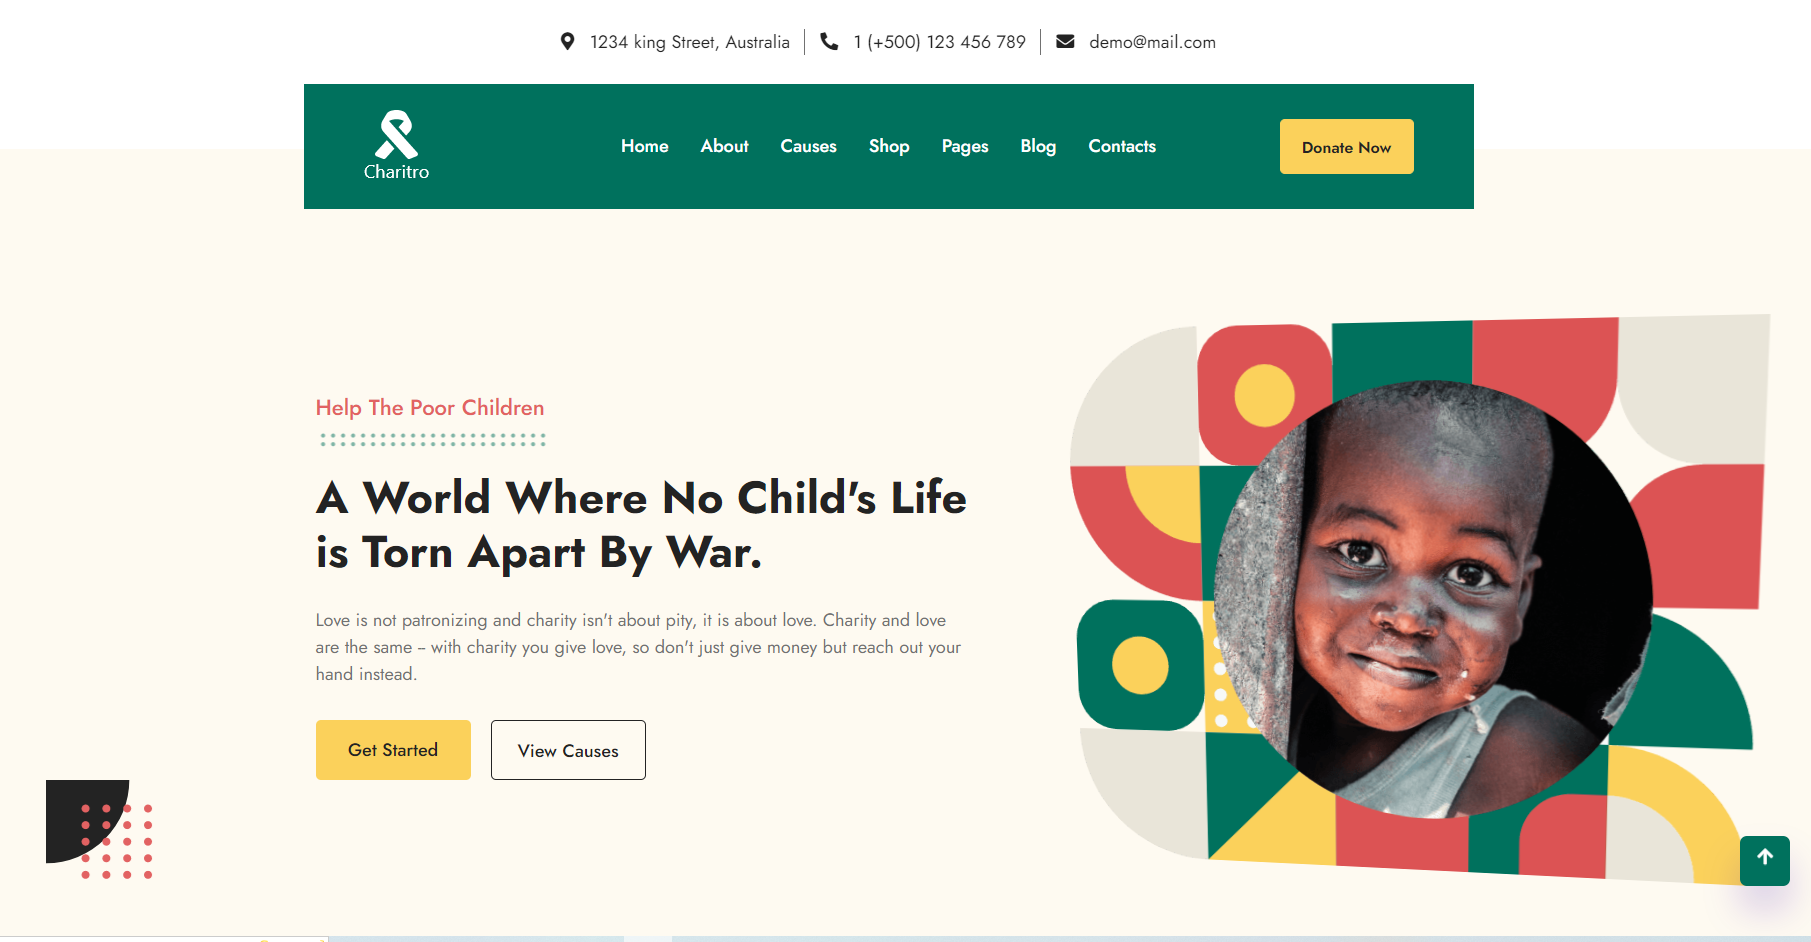 1234 king Street, Australia
1 (+500) 123 456 789
demo@mail.com
Charitro
Home
About
Causes
Shop
Pages
Blog
Contacts
Donate Now
Help The Poor Children
A World Where No Child's Life
is Torn Apart By War.
Love is not patronizing and charity isn't about pity, it is about love. Charity and love
are the same – with charity you give love, so don't just give money but reach out your
hand instead.
Get Started
View Causes